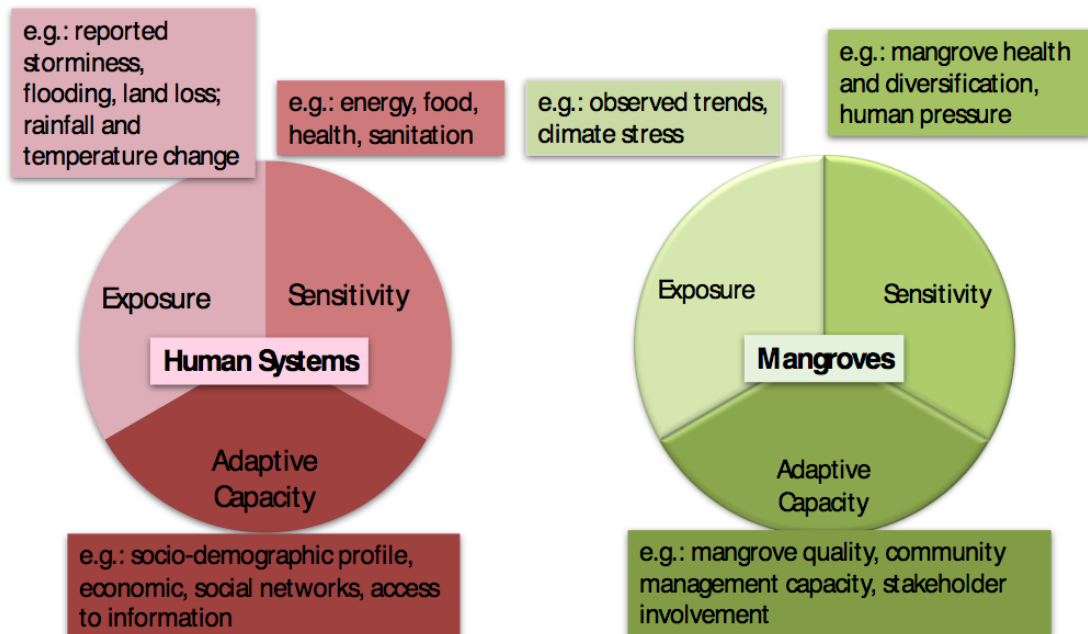 e.g.: reported
storminess,
flooding, land loss;
rainfall and
temperature change
e.g.: energy, food,
health, sanitation
e.g.: observed trends,
climate stress
e.g.: mangrove health
and diversification,
human pressure
Exposure
Sensitivity
Human Systems
Adaptive
Capacity
Exposure
Sensitivity
Mangroves
Adaptive
Capacity
e.g.: socio-demographic profile,
economic, social networks, access
to information
e.g.: mangrove quality, community
management capacity, stakeholder
involvement